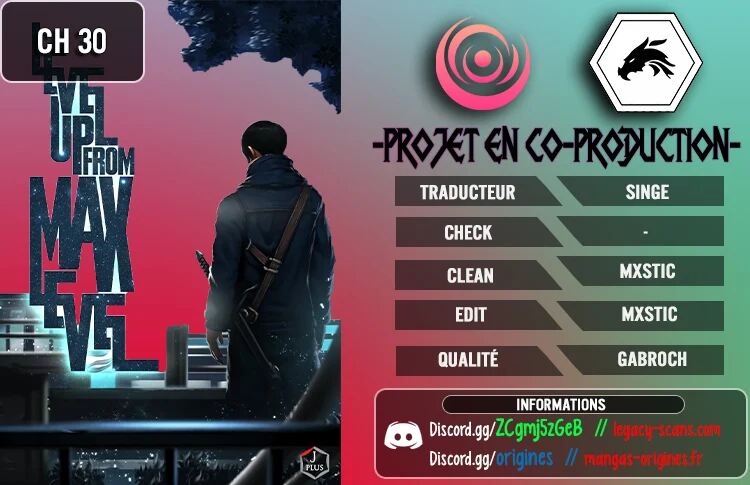 CH 30
LEVEL
UP
FROM
MAX
LEVEL
J
PLUS
-PROJET EN CO-PRODUCTION-
TRADUCTEUR SINGE
CHECK -
CLEAN MXSTIC
EDIT MXSTIC
QUALITÉ GABROCH
INFORMATIONS
Discord.gg/ZCgmj5zGeB // legacy-scans.com
Discord.gg/origines // mangas-origines.fr